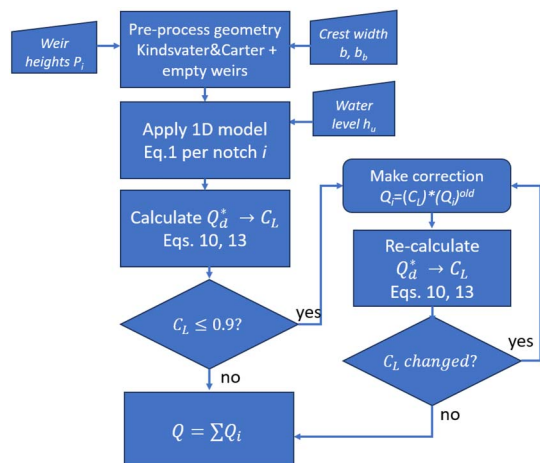 Weir
heights Pᵢ
Pre-process geometry
Kindsvater&Carter +
empty weirs
Crest width
b, b_b
Water
level hᵤ
Apply 1D model
Eq.1 per notch i
Calculate Q_d^* → C_L
Eqs. 10, 13
C_L ≤ 0.9?
yes
no
Q = ∑Qᵢ
Make correction
Qᵢ=(C_L)*(Qᵢ)^old
Re-calculate
Q_d^* → C_L
Eqs. 10, 13
C_L changed?
yes
no